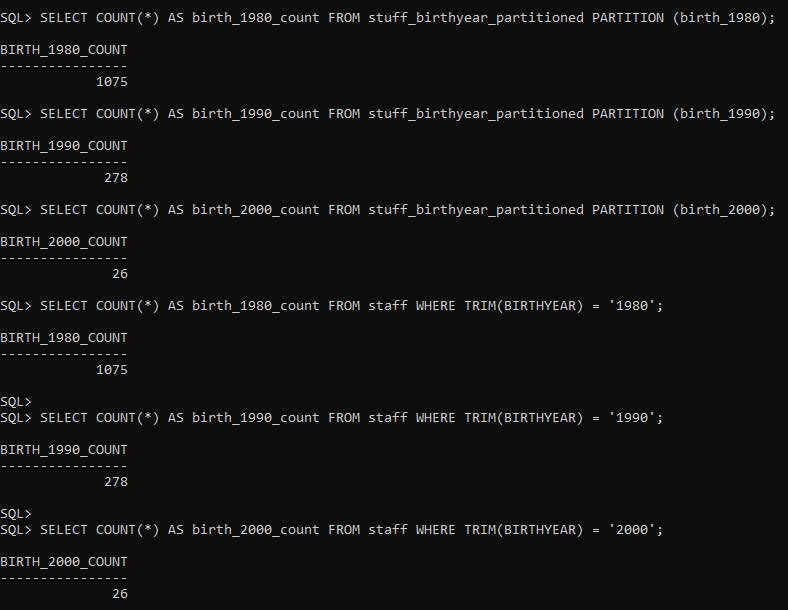 SQL> SELECT COUNT(*) AS birth_1980_count FROM stuff_birthyear_partitioned PARTITION (birth_1980);
BIRTH_1980_COUNT
----------------
1075
SQL> SELECT COUNT(*) AS birth_1990_count FROM stuff_birthyear_partitioned PARTITION (birth_1990);
BIRTH_1990_COUNT
----------------
278
SQL> SELECT COUNT(*) AS birth_2000_count FROM stuff_birthyear_partitioned PARTITION (birth_2000);
BIRTH_2000_COUNT
----------------
26
SQL> SELECT COUNT(*) AS birth_1980_count FROM staff WHERE TRIM(BIRTHYEAR) = '1980';
BIRTH_1980_COUNT
----------------
1075
SQL>
SQL> SELECT COUNT(*) AS birth_1990_count FROM staff WHERE TRIM(BIRTHYEAR) = '1990';
BIRTH_1990_COUNT
----------------
278
SQL>
SQL> SELECT COUNT(*) AS birth_2000_count FROM staff WHERE TRIM(BIRTHYEAR) = '2000';
BIRTH_2000_COUNT
----------------
26